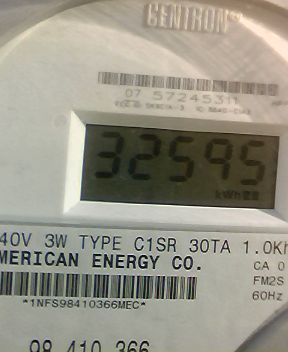 CENTRON®
07 57245311
32595
kWh
40V 3W TYPE C1SR 30TA 1.0Kh
MERICAN ENERGY CO.
CA 0
FM2S
60Hz
*1NFS98410366MEC*
98 410 366